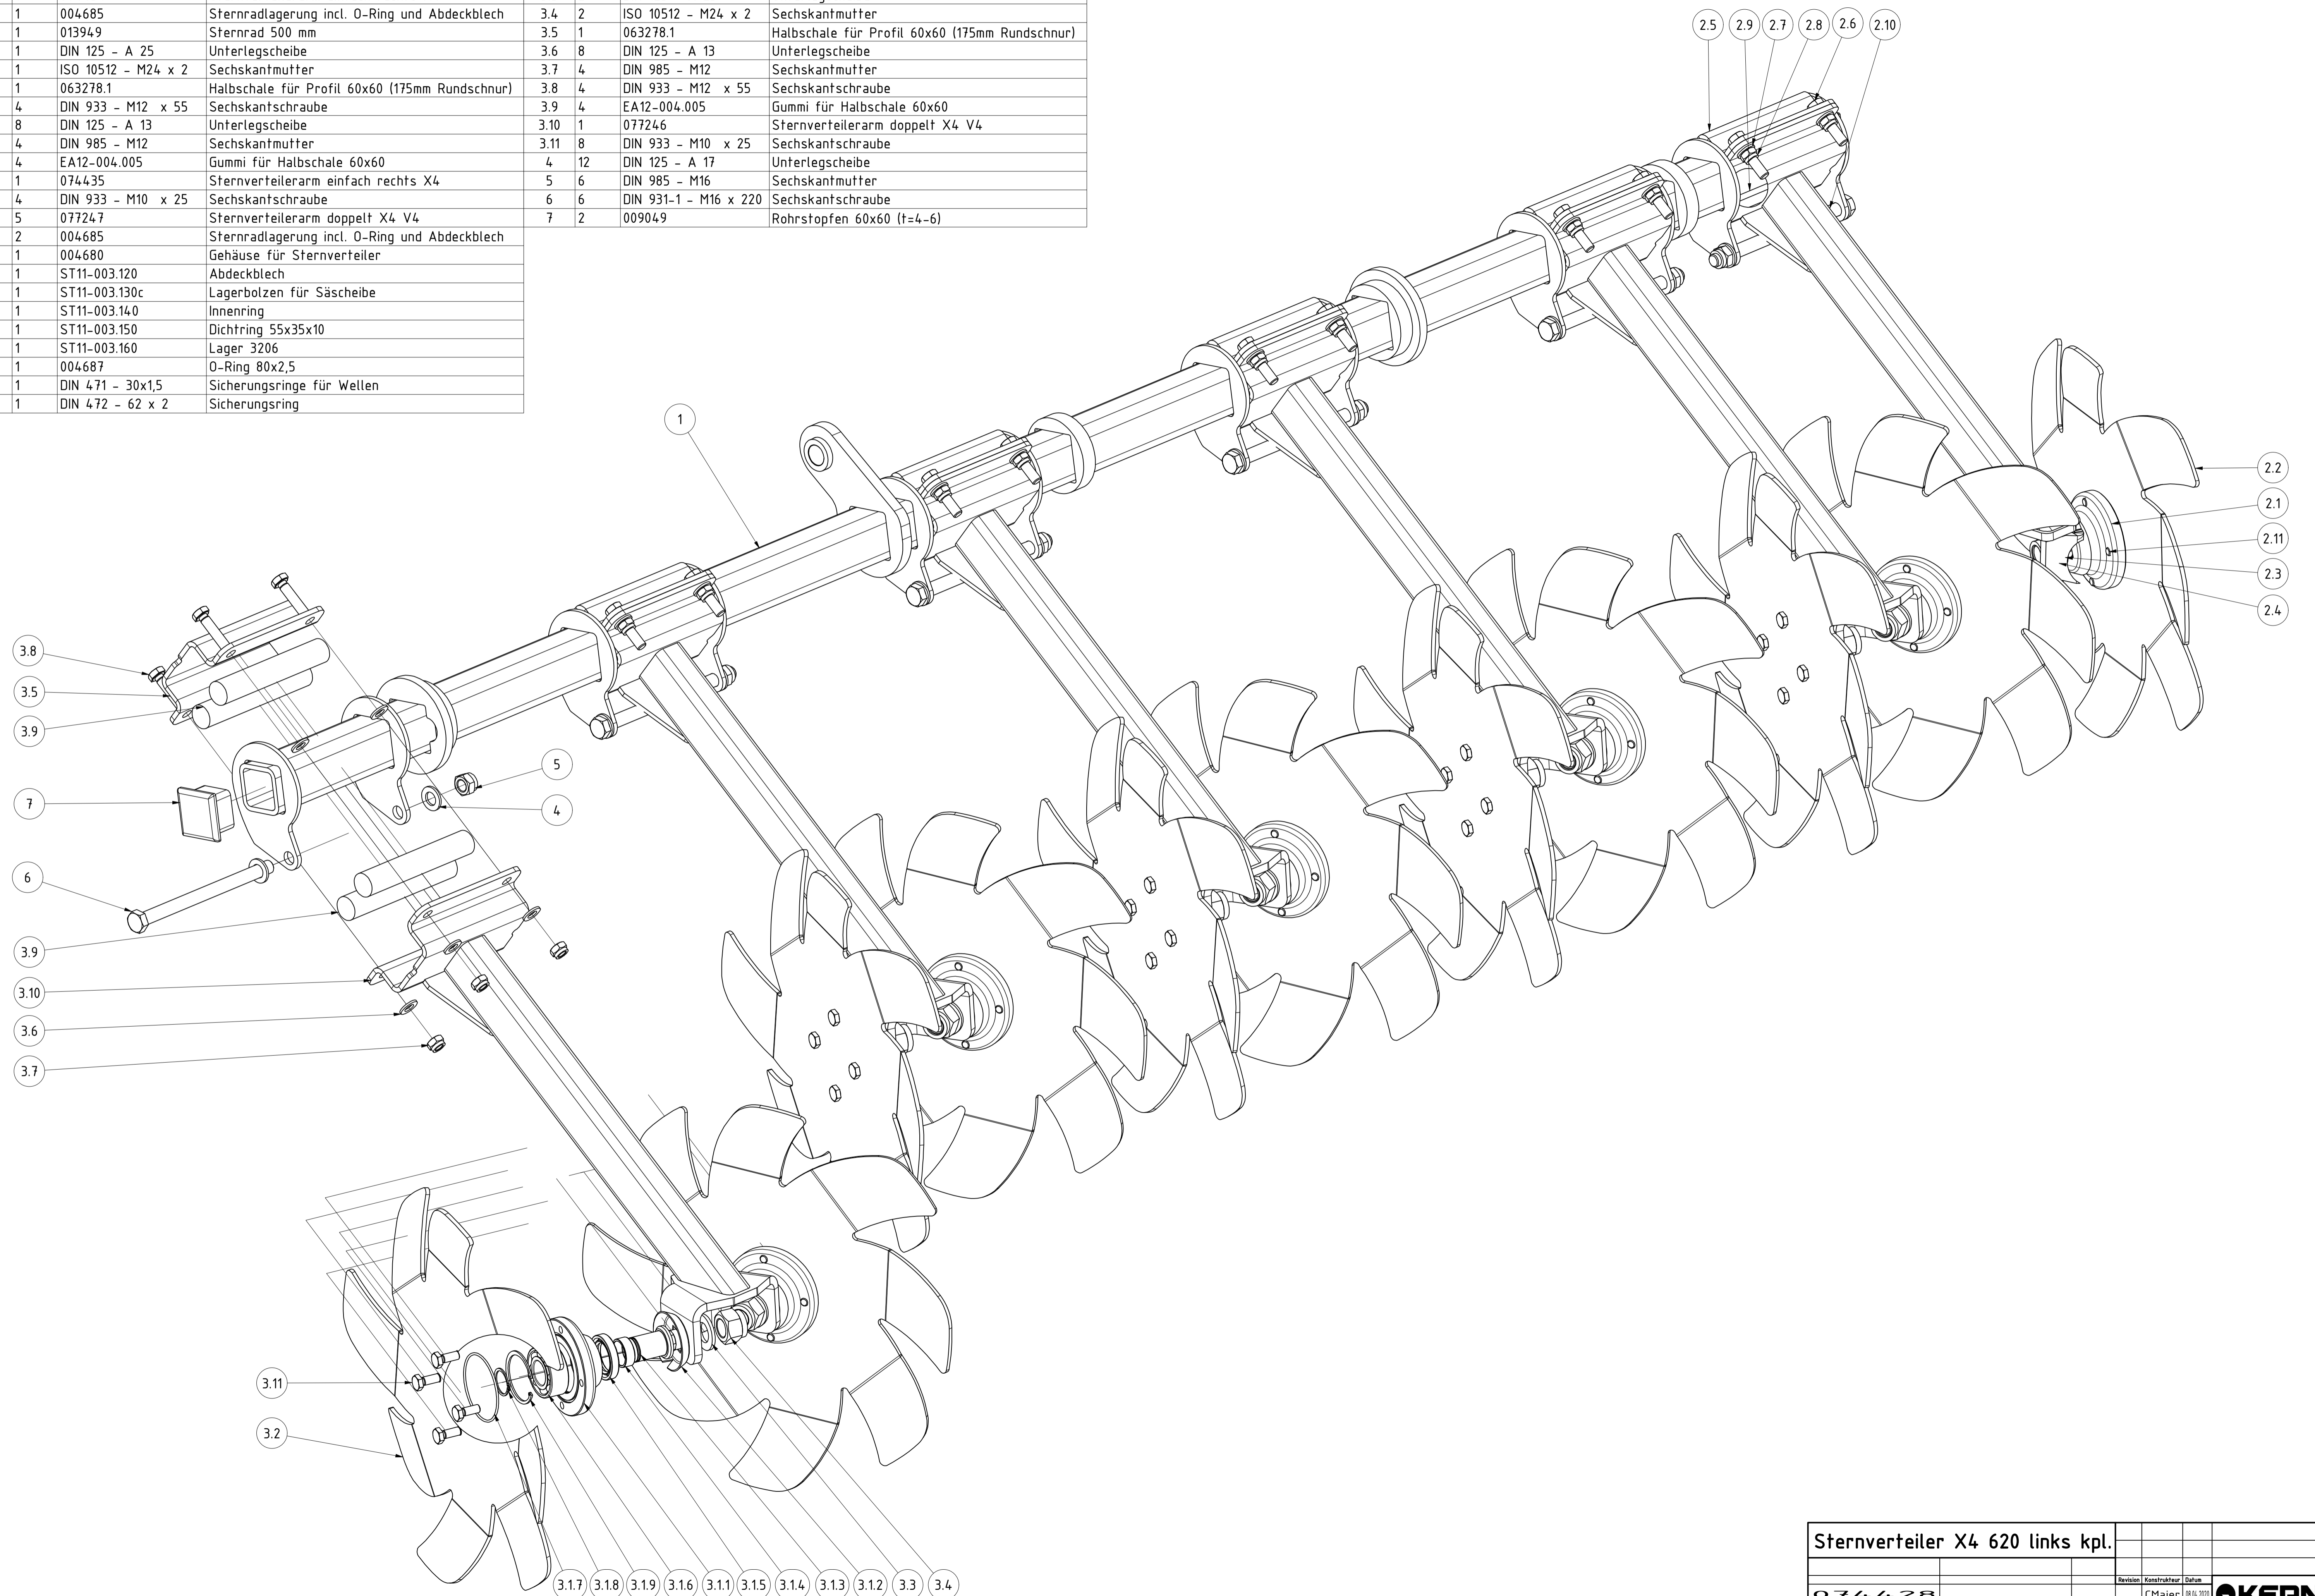 1 004685 Sternradlagerung incl. O-Ring und Abdeckblech
1 013949 Sternrad 500 mm
1 DIN 125 - A 25 Unterlegscheibe
1 ISO 10512 - M24 x 2 Sechskantmutter
1 063278.1 Halbschale für Profil 60x60 (175mm Rundschnur)
4 DIN 933 - M12 x 55 Sechskantschraube
8 DIN 125 - A 13 Unterlegscheibe
4 DIN 985 - M12 Sechskantmutter
4 EA12-004.005 Gummi für Halbschale 60x60
1 074435 Sternverteilerarm einfach rechts X4
4 DIN 933 - M10 x 25 Sechskantschraube
5 077247 Sternverteilerarm doppelt X4 V4
2 004685 Sternradlagerung incl. O-Ring und Abdeckblech
1 004680 Gehäuse für Sternverteiler
1 ST11-003.120 Abdeckblech
1 ST11-003.130c Lagerbolzen für Säscheibe
1 ST11-003.140 Innenring
1 ST11-003.150 Dichtring 55x35x10
1 ST11-003.160 Lager 3206
1 004687 O-Ring 80x2,5
1 DIN 471 - 30x1,5 Sicherungsringe für Wellen
1 DIN 472 - 62 x 2 Sicherungsring
3.4 2 ISO 10512 - M24 x 2 Sechskantmutter
3.5 1 063278.1 Halbschale für Profil 60x60 (175mm Rundschnur)
3.6 8 DIN 125 - A 13 Unterlegscheibe
3.7 4 DIN 985 - M12 Sechskantmutter
3.8 4 DIN 933 - M12 x 55 Sechskantschraube
3.9 4 EA12-004.005 Gummi für Halbschale 60x60
3.10 1 077246 Sternverteilerarm doppelt X4 V4
3.11 8 DIN 933 - M10 x 25 Sechskantschraube
4 12 DIN 125 - A 17 Unterlegscheibe
5 6 DIN 985 - M16 Sechskantmutter
6 6 DIN 931-1 - M16 x 220 Sechskantschraube
7 2 009049 Rohrstopfen 60x60 (t=4-6)
2.5 2.9 2.7 2.8 2.6 2.10
1
2.2
2.1
2.11
2.3
2.4
3.8
3.5
3.9
7
5
4
6
3.9
3.10
3.6
3.7
3.11
3.2
3.1.7 3.1.8 3.1.9 3.1.6 3.1.1 3.1.5 3.1.4 3.1.3 3.1.2 3.3 3.4
Sternverteiler X4 620 links kpl.
Revision Konstrukteur Datum
CMaier 08.04.2020